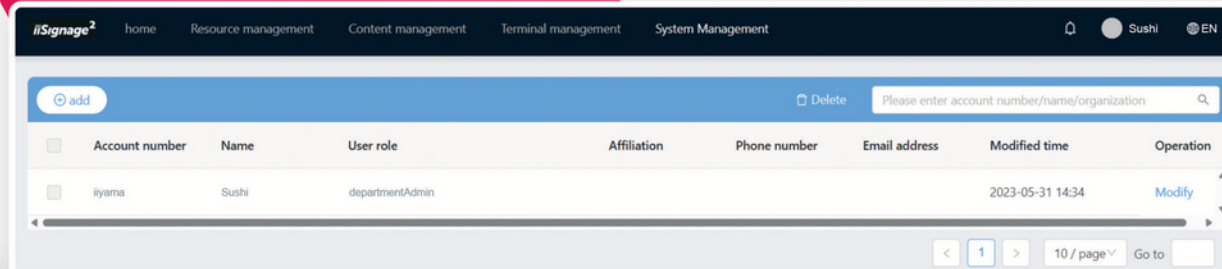 iiSignage² home Resource management Content management Terminal management System Management Sushi EN
add Delete Please enter account number/name/organization
Account number Name User role Affiliation Phone number Email address Modified time Operation
iiyama Sushi departmentAdmin 2023-05-31 14:34 Modify
< 1 > 10 / page Go to